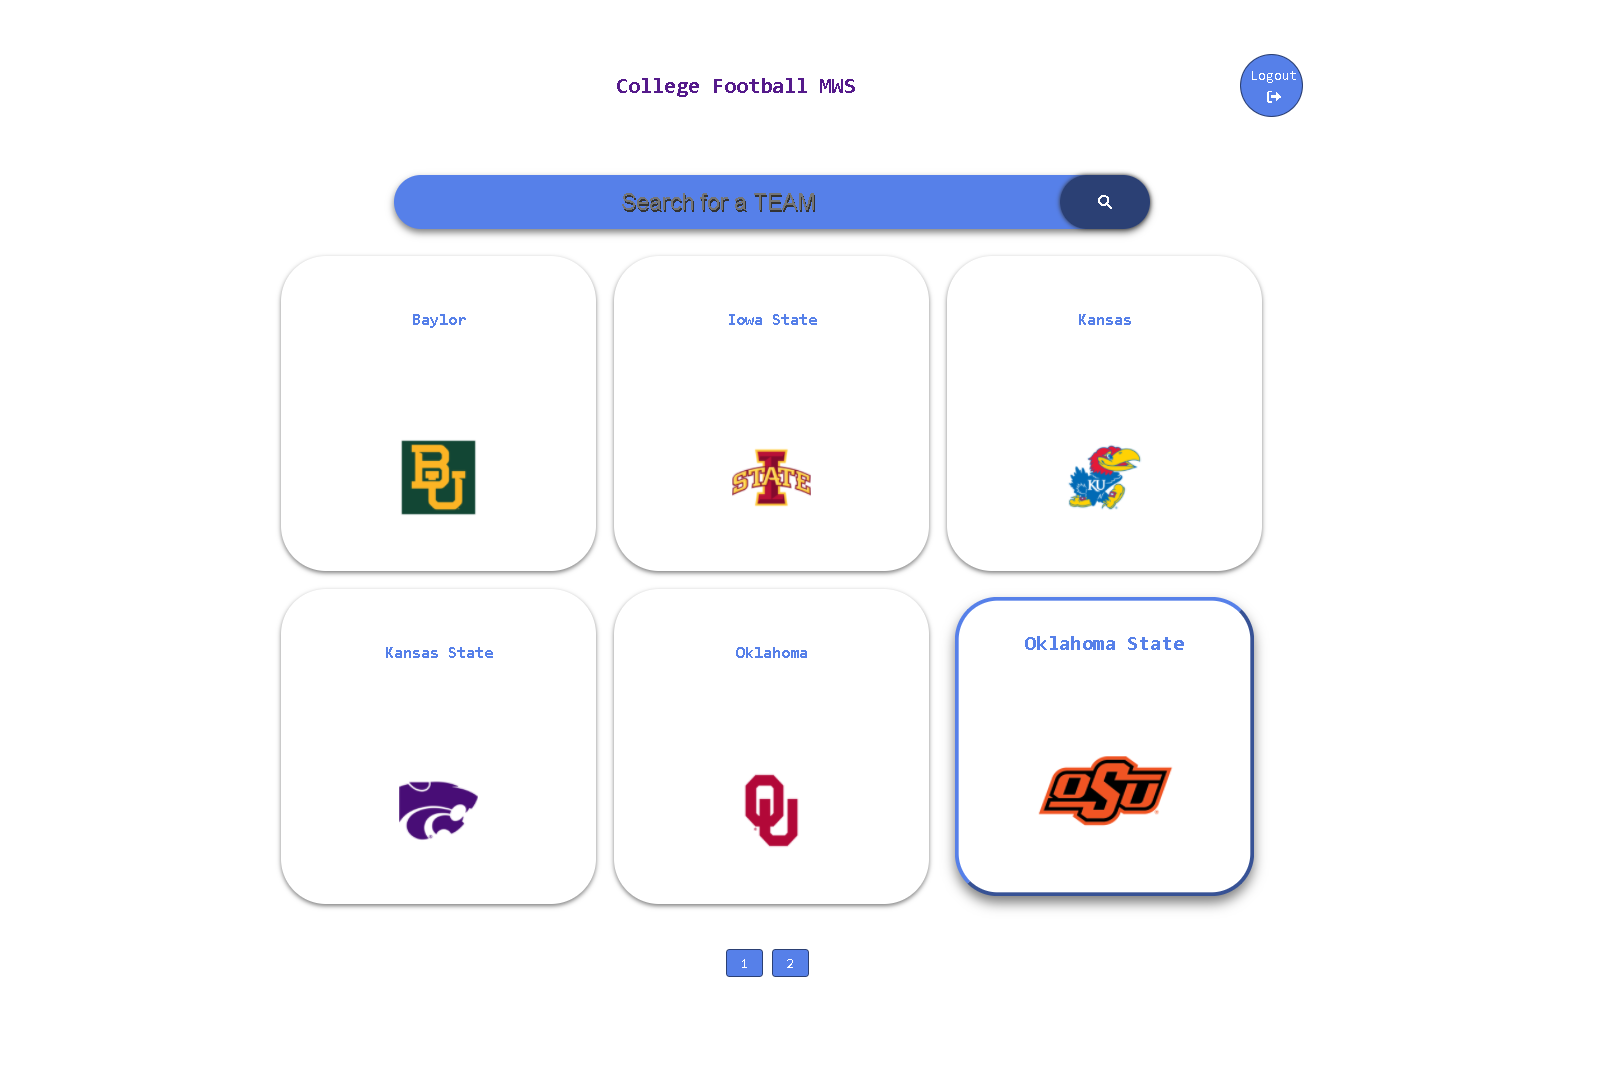 College Football MWS
Logout
Search for a TEAM
Baylor
Iowa State
Kansas
BU
STATE
I
KU
Kansas State
Oklahoma
Oklahoma State
OU
OSU
1
2